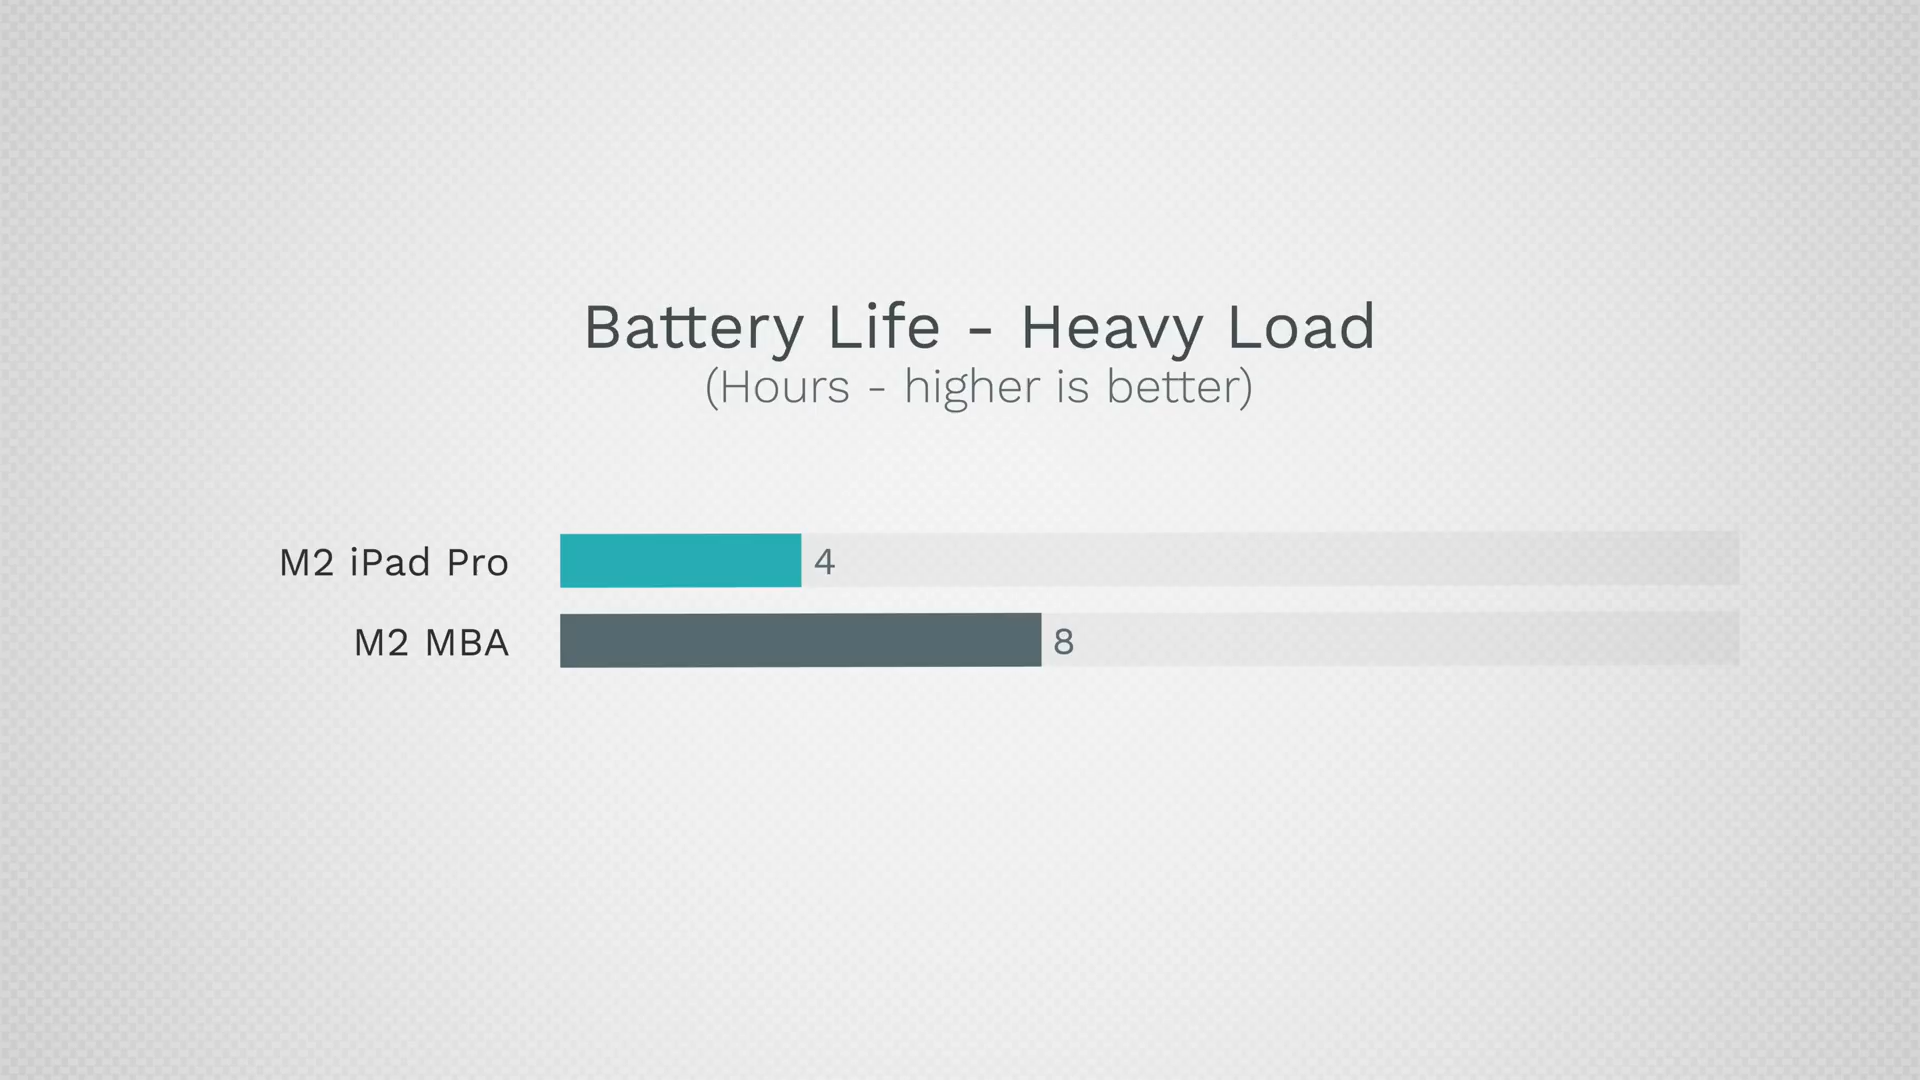 Battery Life - Heavy Load
(Hours - higher is better)
M2 iPad Pro 4
M2 MBA 8